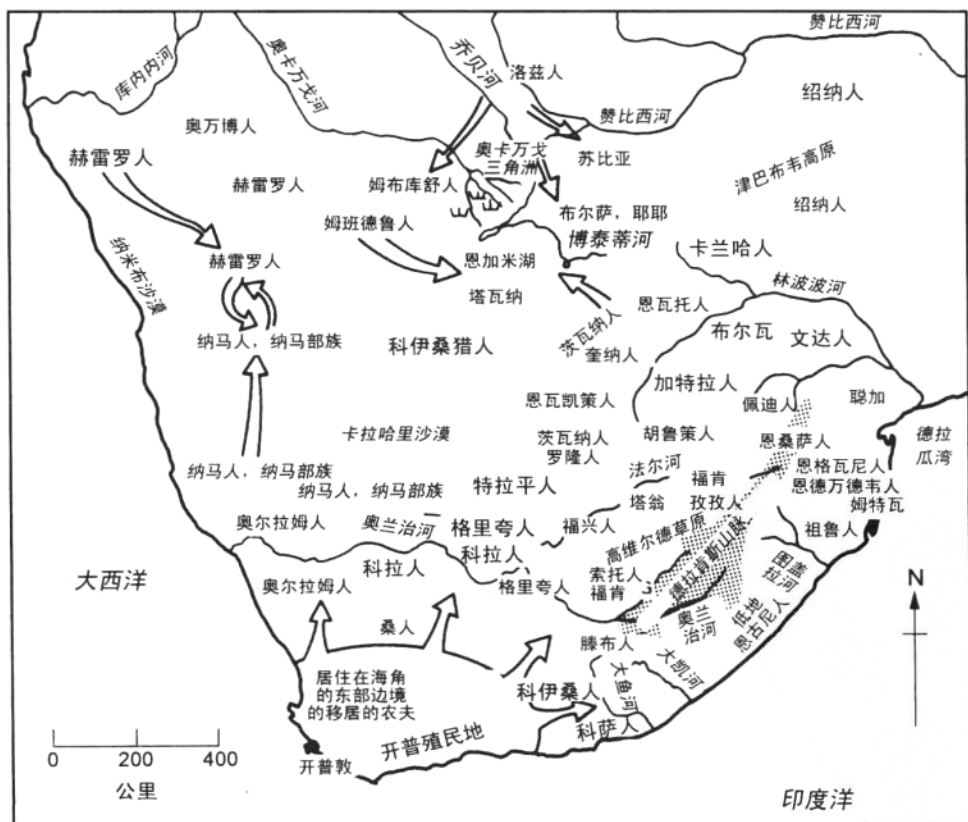 赞比西河
库内内河
奥卡万戈河
乔贝河
洛兹人
赞比西河
绍纳人
奥万博人
赫雷罗人
赫雷罗人
姆布库舒人
奥卡万戈
三角洲
苏比亚
津巴布韦高原
绍纳人
姆班德鲁人
布尔萨，耶耶
博泰蒂河
卡兰哈人
纳米布沙漠
赫雷罗人
恩加米湖
塔瓦纳
林波波河
恩瓦托人
茨瓦纳人
奎纳人
布尔瓦
文达人
纳马人，纳马部族
科伊桑猎人
加特拉人
佩迪人
聪加
恩瓦凯策人
卡拉哈里沙漠
茨瓦纳人
罗隆人
胡鲁策人
恩桑萨人
德拉
瓜湾
纳马人，纳马部族
纳马人，纳马部族
特拉平人
法尔河
福肯
塔翁
孜孜人
恩格瓦尼人
恩德万德韦人
姆特瓦
奥尔拉姆人
奥兰治河
格里夸人
福兴人
高维尔德草原
祖鲁人
科拉人
科拉人
大西洋
奥尔拉姆人
格里夸人
索托人
福肯
德拉肯斯山脉
图盖
拉河
奥兰
治河
低地
恩古尼人
N
桑人
滕布人
大凯河
居住在海角
的东部边境
的移居的农夫
科伊桑人
大鱼河
科萨人
开普殖民地
开普敦
0 200 400
公里
印度洋